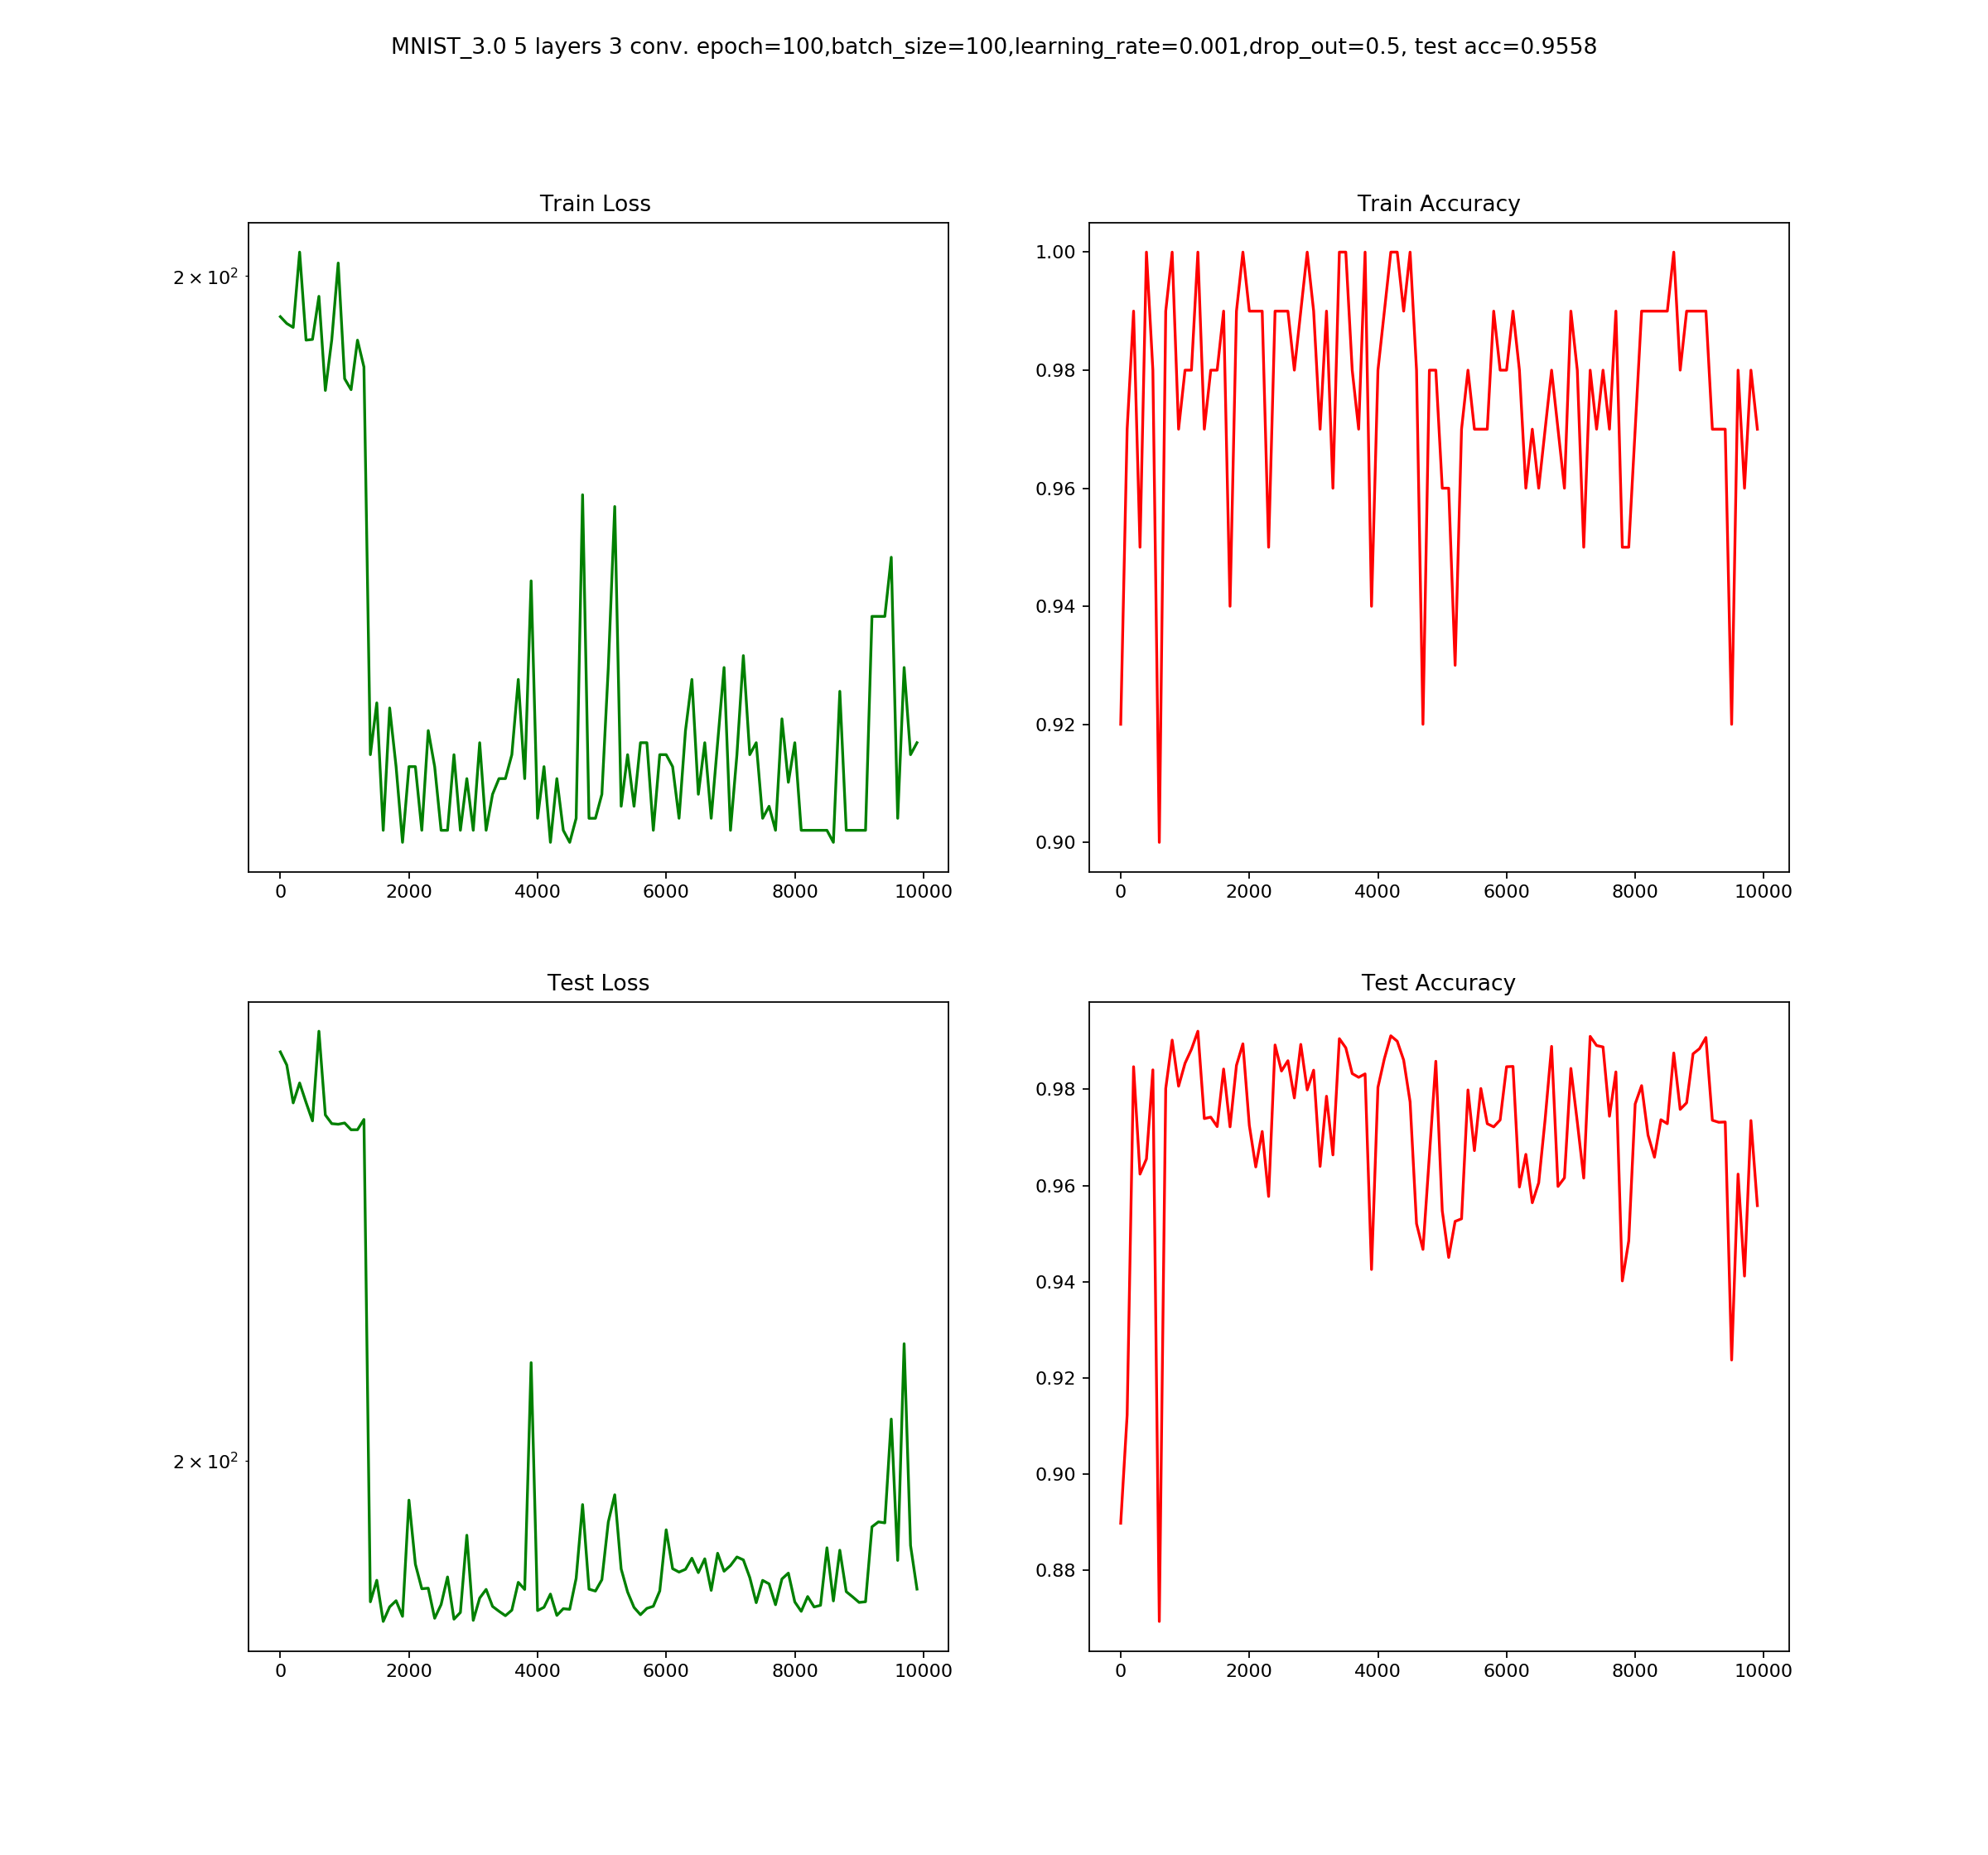 MNIST_3.0 5 layers 3 conv. epoch=100,batch_size=100,learning_rate=0.001,drop_out=0.5, test acc=0.9558
Train Loss
2 × 10²
0 2000 4000 6000 8000 10000
Train Accuracy
1.00
0.98
0.96
0.94
0.92
0.90
0 2000 4000 6000 8000 10000
Test Loss
2 × 10²
0 2000 4000 6000 8000 10000
Test Accuracy
0.98
0.96
0.94
0.92
0.90
0.88
0 2000 4000 6000 8000 10000